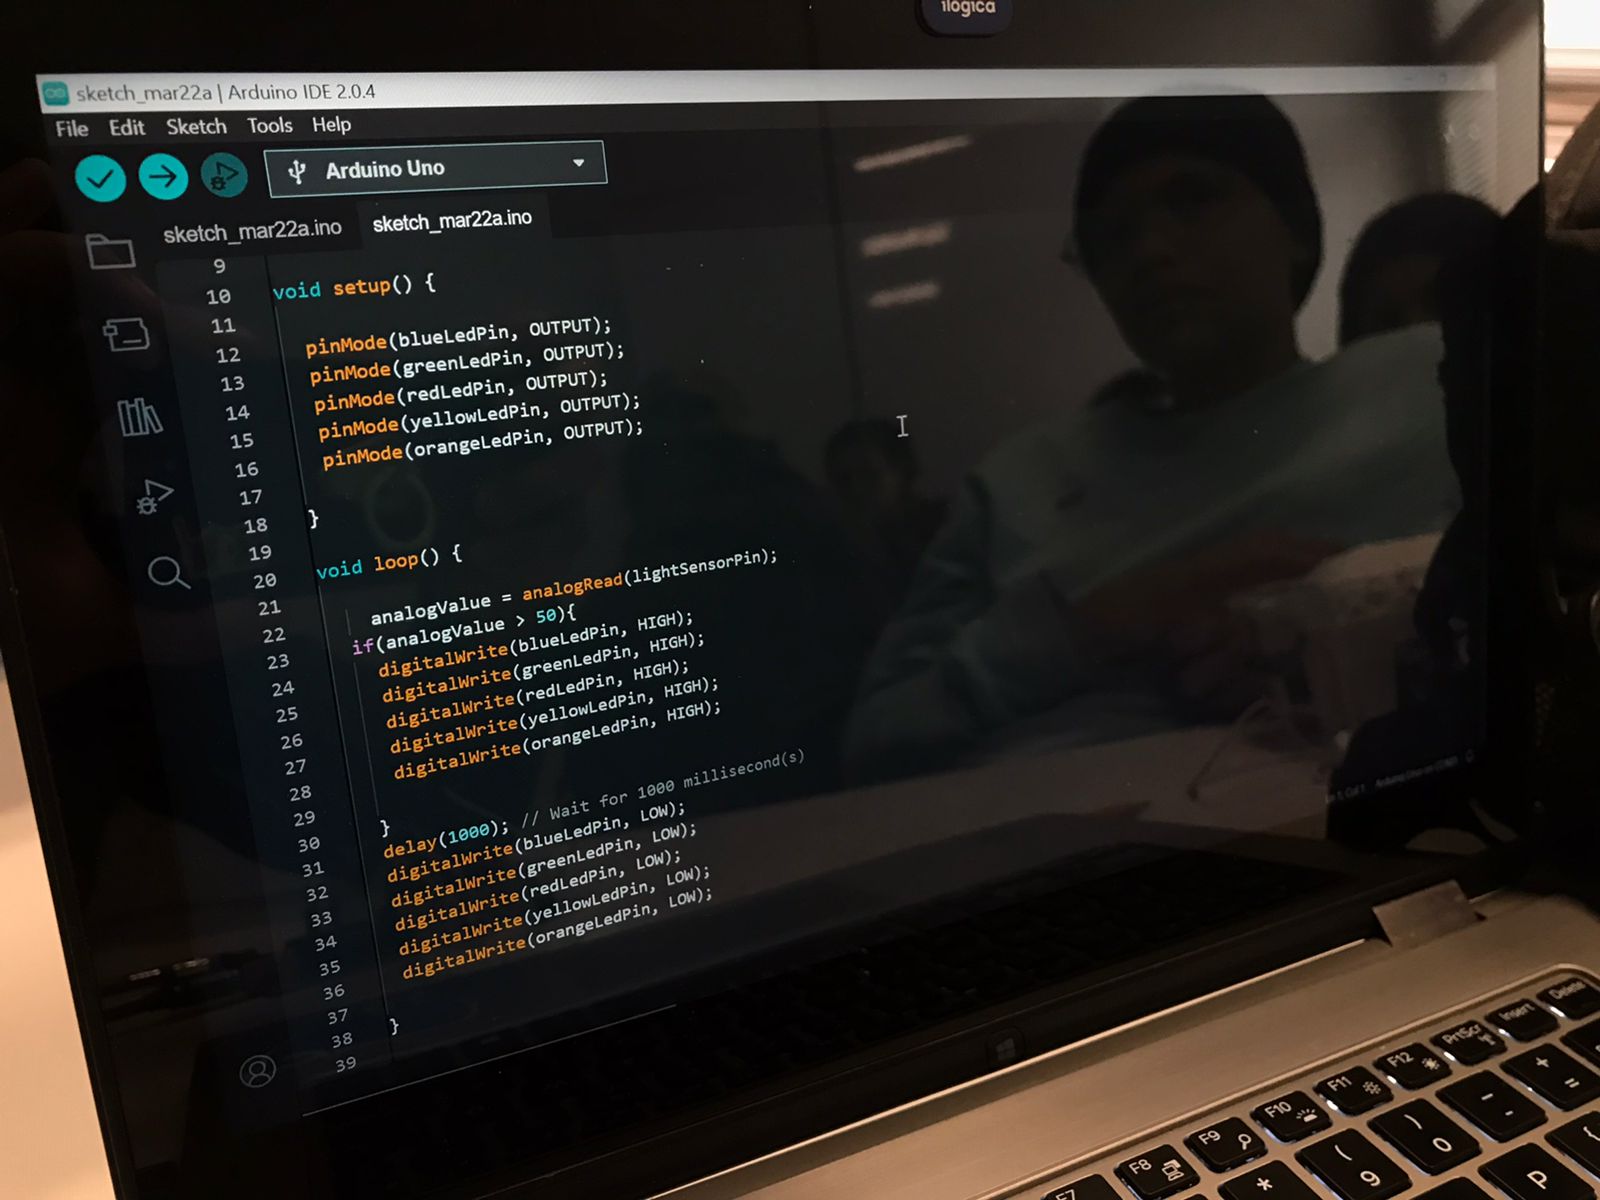 ilógica
sketch_mar22a | Arduino IDE 2.0.4
File Edit Sketch Tools Help
Arduino Uno
sketch_mar22a.ino sketch_mar22a.ino
9
10 void setup() {
11
12 pinMode(blueLedPin, OUTPUT);
13 pinMode(greenLedPin, OUTPUT);
14 pinMode(redLedPin, OUTPUT);
15 pinMode(yellowLedPin, OUTPUT);
16 pinMode(orangeLedPin, OUTPUT);
17
18 }
19
20 void loop() {
21
22 analogValue = analogRead(lightSensorPin);
23 if(analogValue > 50){
24 digitalWrite(blueLedPin, HIGH);
25 digitalWrite(greenLedPin, HIGH);
26 digitalWrite(redLedPin, HIGH);
27 digitalWrite(yellowLedPin, HIGH);
28 digitalWrite(orangeLedPin, HIGH);
29
30 }
31 delay(1000); // Wait for 1000 millisecond(s)
32 digitalWrite(blueLedPin, LOW);
33 digitalWrite(greenLedPin, LOW);
34 digitalWrite(redLedPin, LOW);
35 digitalWrite(yellowLedPin, LOW);
36 digitalWrite(orangeLedPin, LOW);
37
38 }
39
F7 F8 F9 F10 F11 F12 PrtScr Insert Delete
* ( 9 ) 0 - + =
P {